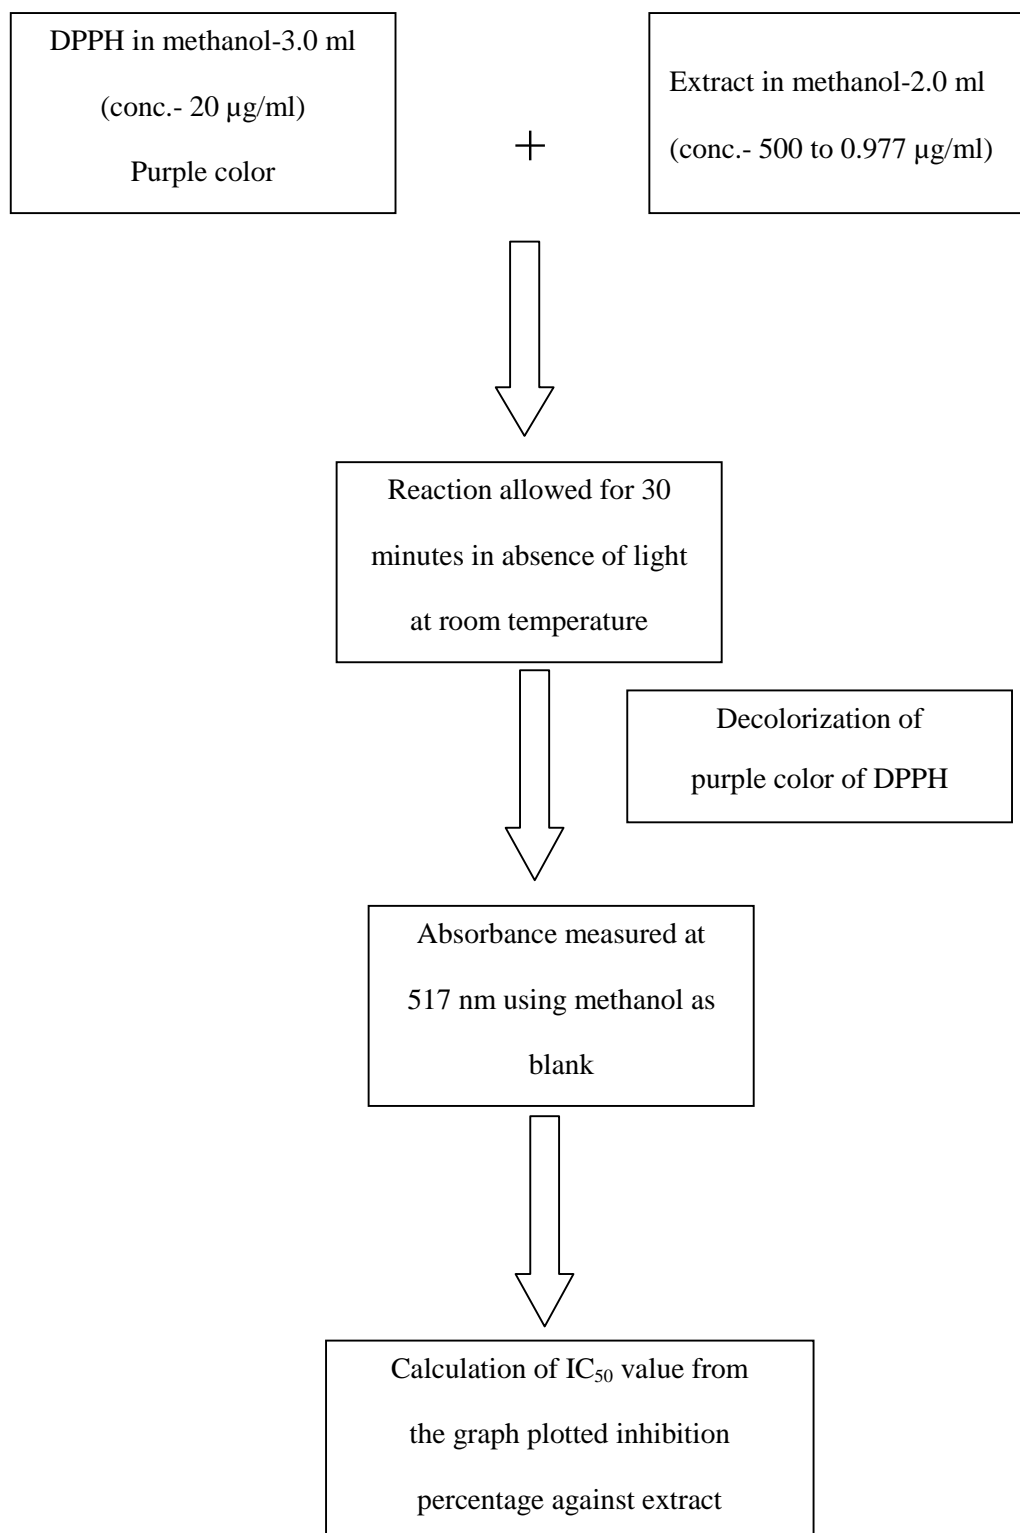 DPPH in methanol-3.0 ml
(conc.- 20 µg/ml)
Purple color
+
Extract in methanol-2.0 ml
(conc.- 500 to 0.977 µg/ml)
Reaction allowed for 30
minutes in absence of light
at room temperature
Decolorization of
purple color of DPPH
Absorbance measured at
517 nm using methanol as
blank
Calculation of IC₅₀ value from
the graph plotted inhibition
percentage against extract